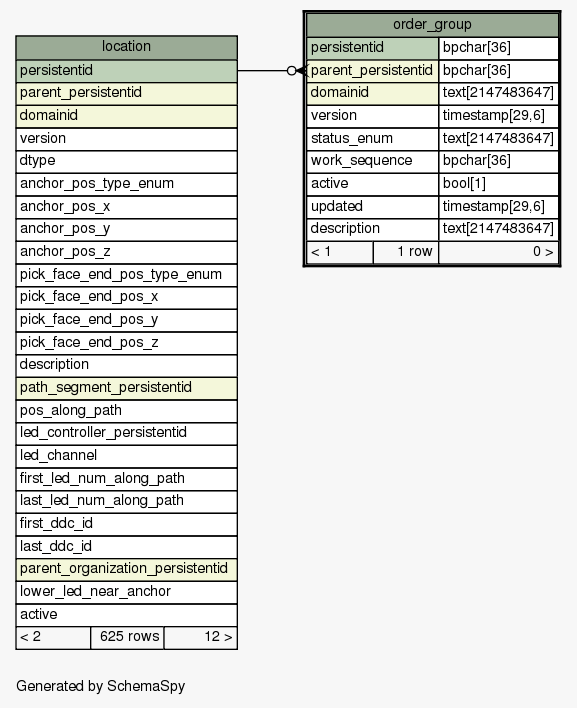 location
persistentid
parent_persistentid
domainid
version
dtype
anchor_pos_type_enum
anchor_pos_x
anchor_pos_y
anchor_pos_z
pick_face_end_pos_type_enum
pick_face_end_pos_x
pick_face_end_pos_y
pick_face_end_pos_z
description
path_segment_persistentid
pos_along_path
led_controller_persistentid
led_channel
first_led_num_along_path
last_led_num_along_path
first_ddc_id
last_ddc_id
parent_organization_persistentid
lower_led_near_anchor
active
< 2 625 rows 12 >
order_group
persistentid bpchar[36]
parent_persistentid bpchar[36]
domainid text[2147483647]
version timestamp[29,6]
status_enum text[2147483647]
work_sequence bpchar[36]
active bool[1]
updated timestamp[29,6]
description text[2147483647]
< 1 1 row 0 >
Generated by SchemaSpy